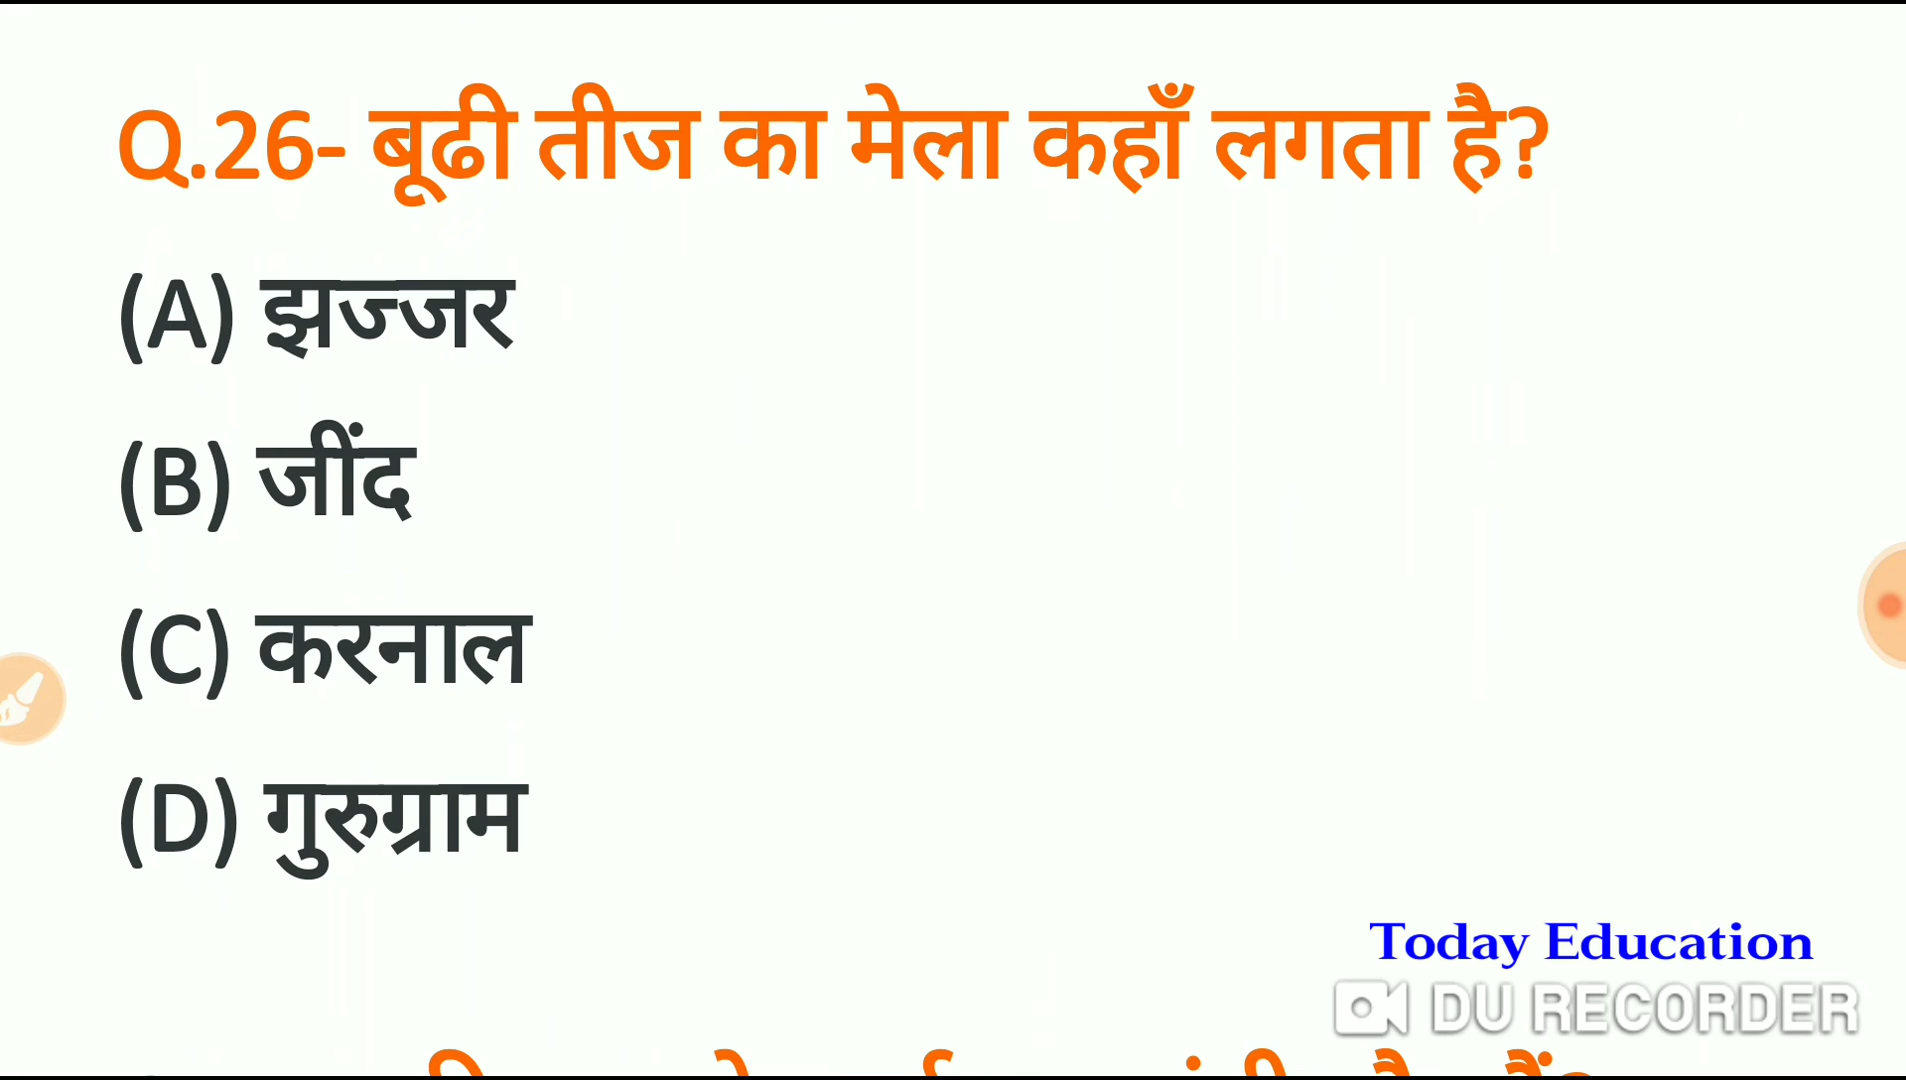 Q.26- बूढी तीज का मेला कहाँ लगता है?
(A) झज्जर
(B) जींद
(C) करनाल
(D) गुरुग्राम
Today Education
DU RECORDER